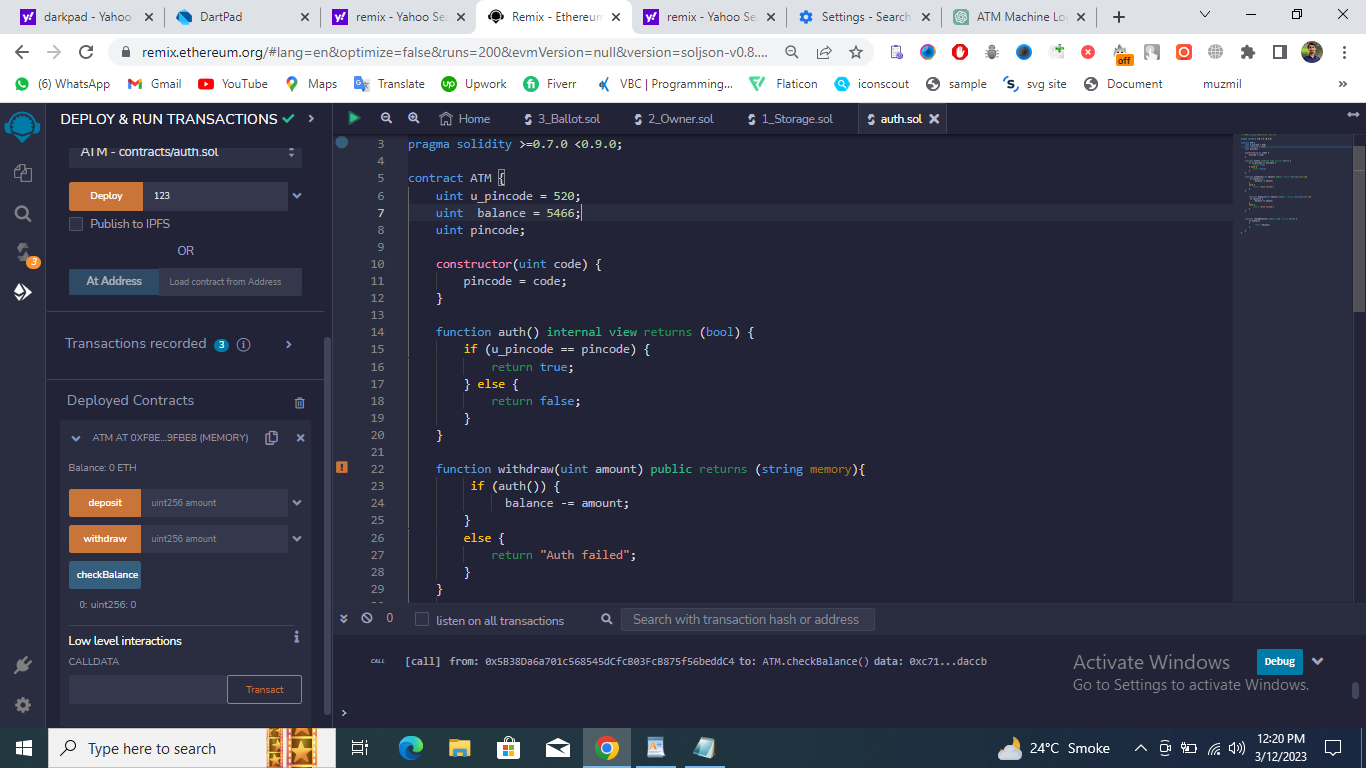 darkpad - Yahoo
DartPad
remix - Yahoo Se
Remix - Ethereum
remix - Yahoo Se
Settings - Search
ATM Machine Lo
remix.ethereum.org/#lang=en&optimize=false&runs=200&evmVersion=null&version=soljson-v0.8....
off
(6) WhatsApp
Gmail
YouTube
Maps
Translate
Upwork
Fiverr
VBC | Programming...
Flaticon
iconscout
sample
svg site
Document
muzmil
DEPLOY & RUN TRANSACTIONS
Home
3_Ballot.sol
2_Owner.sol
1_Storage.sol
auth.sol
ATM - contracts/auth.sol
Deploy 123
Publish to IPFS
OR
At Address Load contract from Address
3
Transactions recorded 3 i
Deployed Contracts
ATM AT 0XF8E...9FBE8 (MEMORY)
Balance: 0 ETH
deposit uint256 amount
withdraw uint256 amount
checkBalance
0: uint256: 0
Low level interactions
CALLDATA
Transact
3 pragma solidity >=0.7.0 <0.9.0;
4
5 contract ATM {
6 uint u_pincode = 520;
7 uint  balance = 5466;
8 uint pincode;
9
10 constructor(uint code) {
11 pincode = code;
12 }
13
14 function auth() internal view returns (bool) {
15 if (u_pincode == pincode) {
16 return true;
17 } else {
18 return false;
19 }
20 }
21
22 function withdraw(uint amount) public returns (string memory){
23 if (auth()) {
24 balance -= amount;
25 }
26 else {
27 return "Auth failed";
28 }
29 }
0
listen on all transactions
Search with transaction hash or address
CALL [call] from: 0x5B38Da6a701c568545dCfcB03FcB875f56beddC4 to: ATM.checkBalance() data: 0xc71...daccb
Debug
>
Activate Windows
Go to Settings to activate Windows.
Type here to search
24°C Smoke
12:20 PM
3/12/2023